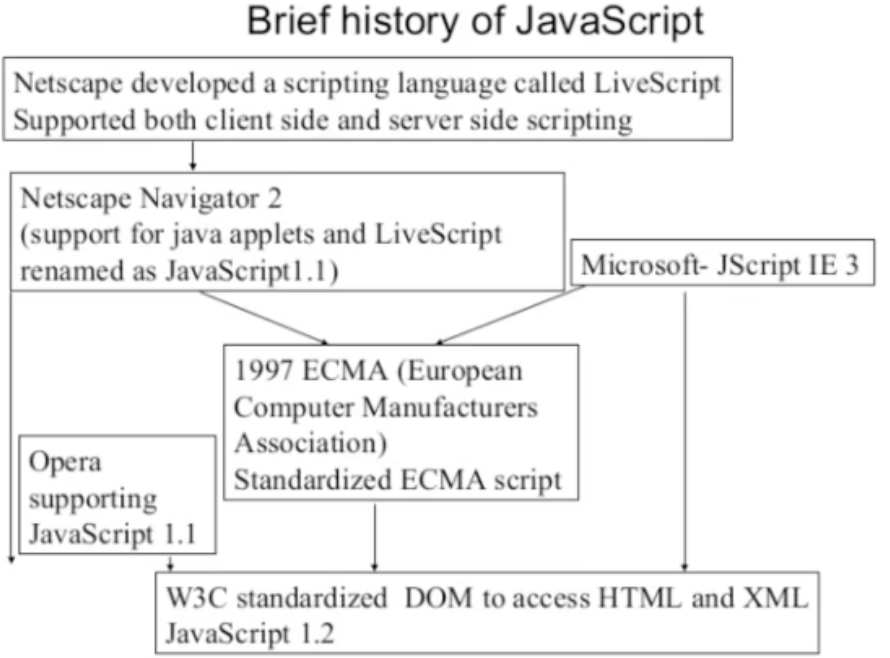 Brief history of JavaScript
Netscape developed a scripting language called LiveScript
Supported both client side and server side scripting
Netscape Navigator 2
(support for java applets and LiveScript
renamed as JavaScript1.1)
Microsoft- JScript IE 3
1997 ECMA (European
Computer Manufacturers
Association)
Standardized ECMA script
Opera
supporting
JavaScript 1.1
W3C standardized DOM to access HTML and XML
JavaScript 1.2